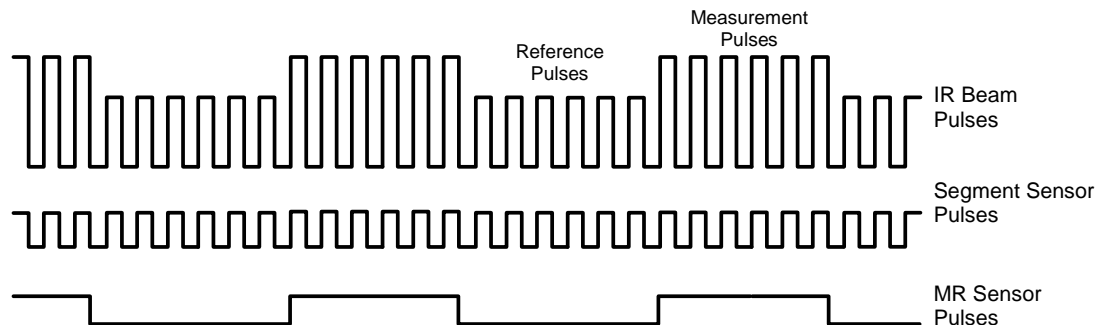 Measurement
Pulses
Reference
Pulses
IR Beam
Pulses
Segment Sensor
Pulses
MR Sensor
Pulses